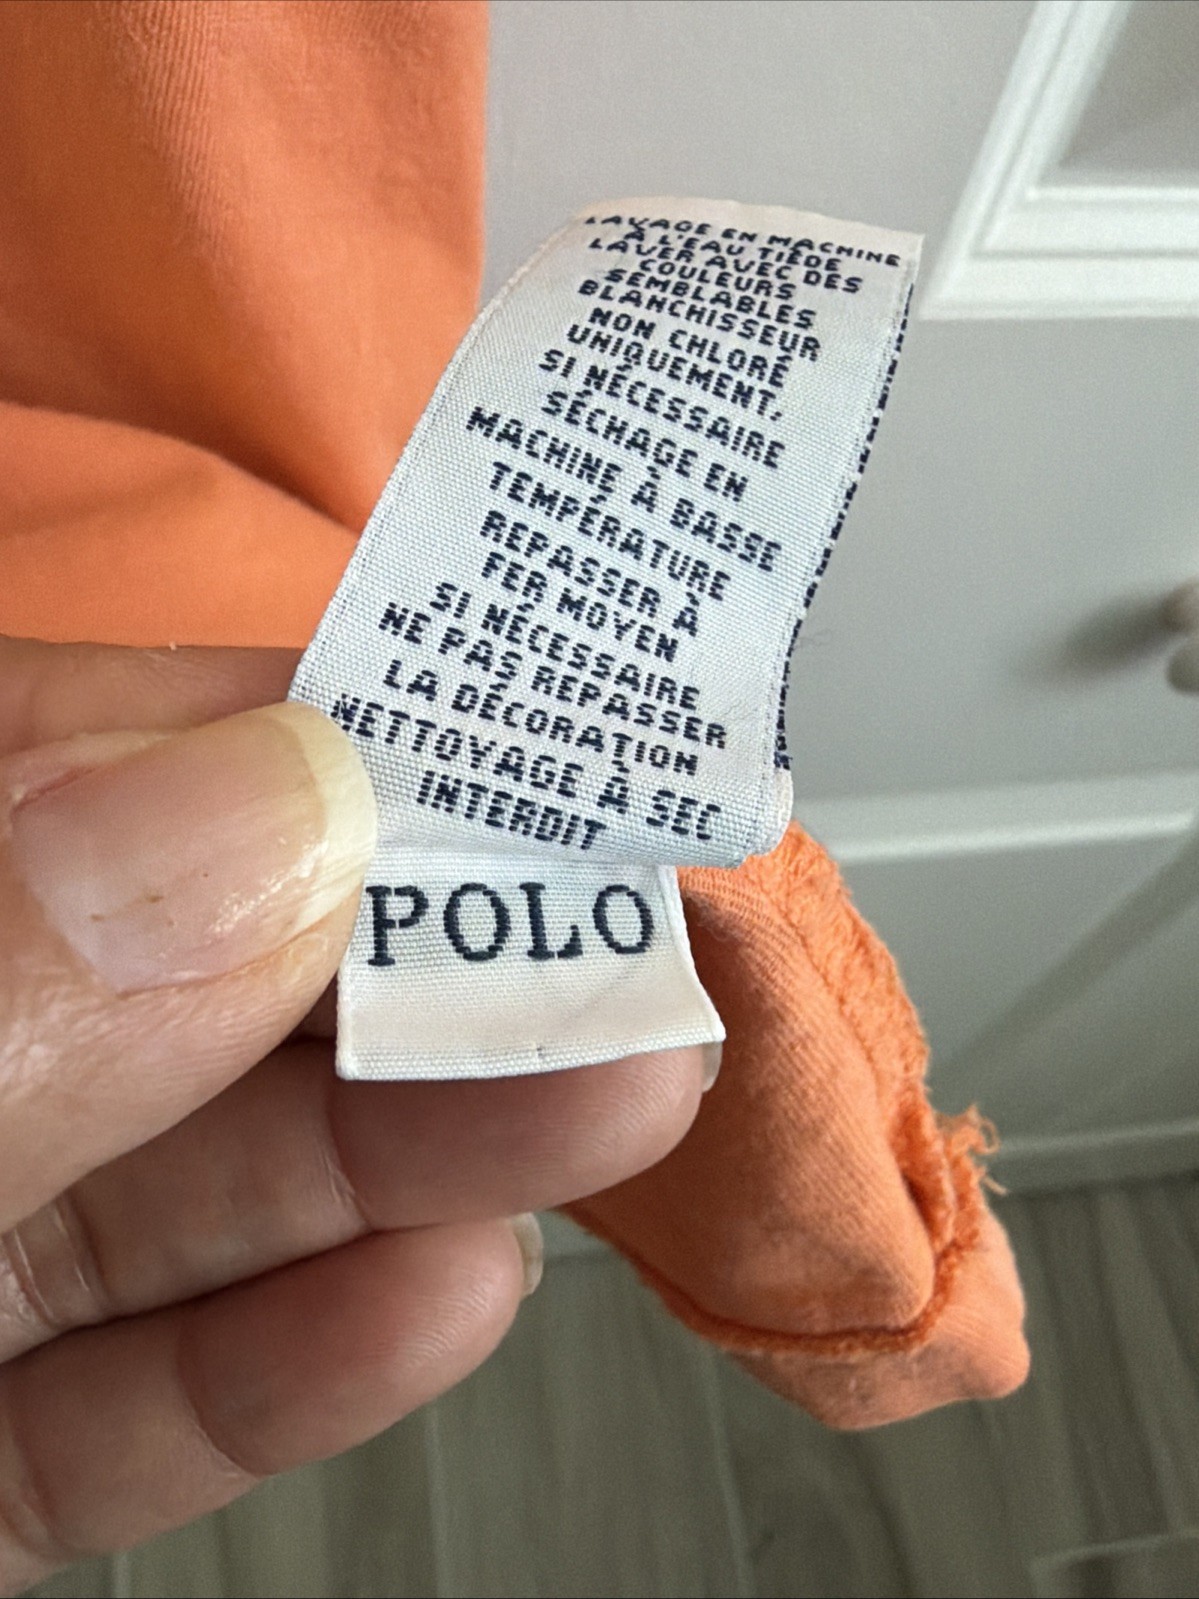 LAVAGE EN MACHINE
À L'EAU TIÈDE
LAVER AVEC DES
COULEURS
SEMBLABLES
BLANCHISSEUR
NON CHLORÉ
UNIQUEMENT,
SI NÉCESSAIRE
SÉCHAGE EN
MACHINE À BASSE
TEMPÉRATURE
REPASSER À
FER MOYEN
SI NÉCESSAIRE
NE PAS REPASSER
LA DÉCORATION
NETTOYAGE À SEC
INTERDIT
POLO